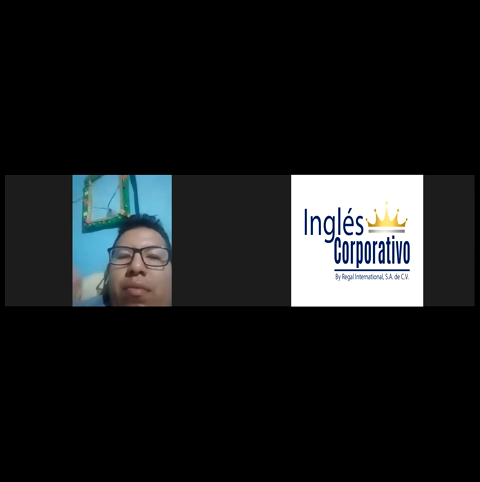 Inglés
Corporativo
By Regal International, S.A. de C.V.